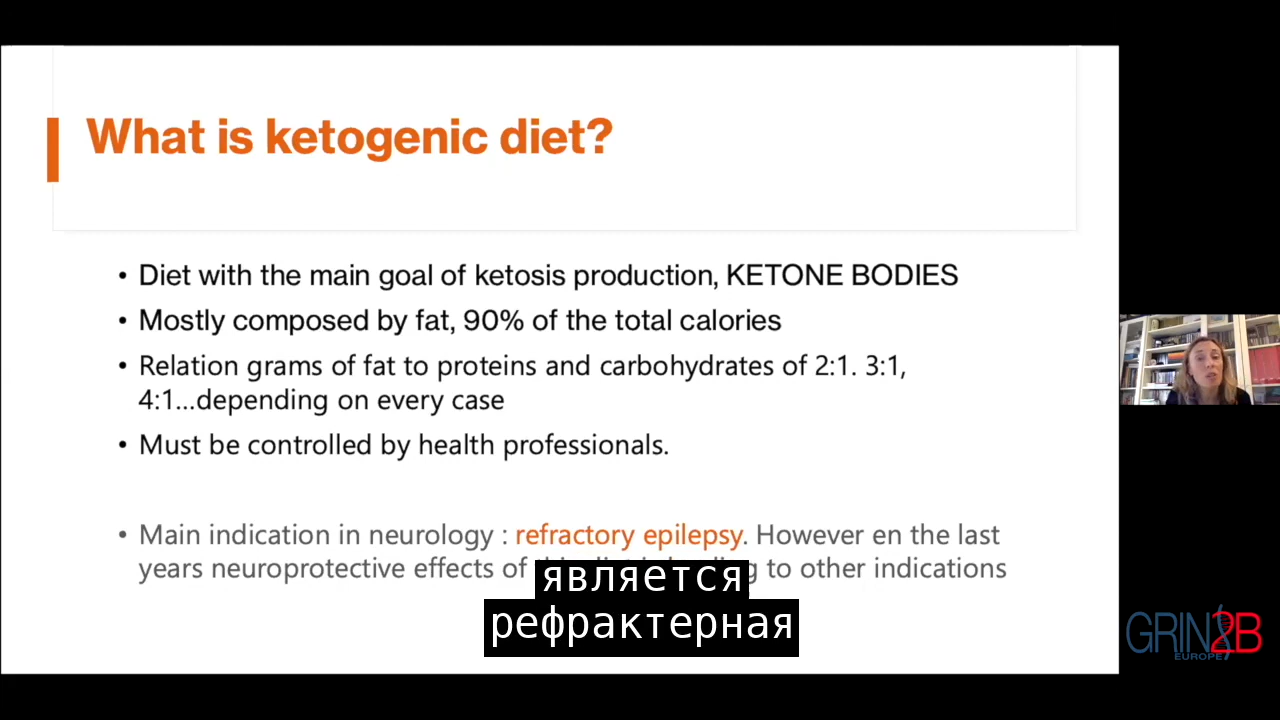 What is ketogenic diet?
• Diet with the main goal of ketosis production, KETONE BODIES
• Mostly composed by fat, 90% of the total calories
• Relation grams of fat to proteins and carbohydrates of 2:1. 3:1,
4:1...depending on every case
• Must be controlled by health professionals.
• Main indication in neurology : refractory epilepsy. However en the last
years neuroprotective effects of to other indications
является
рефрактерная
GRIN2B
EUROPE